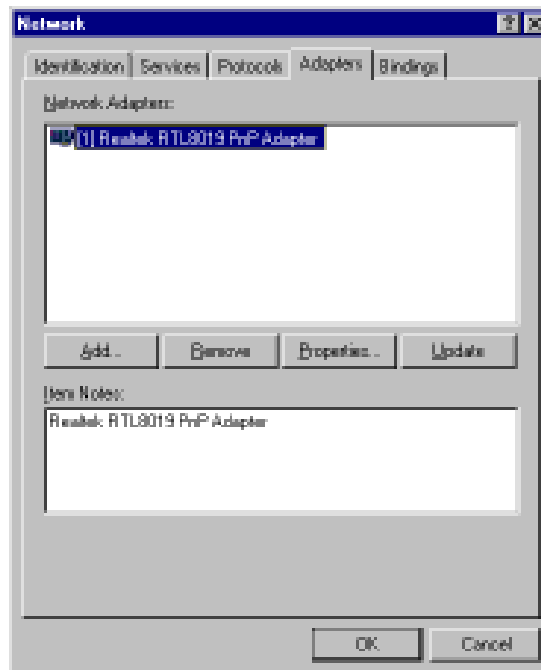 Network
Identification Services Protocols Adapters Bindings
Network Adapters:
[1] Realtek RTL8019 PnP Adapter
Add... Remove Properties... Update
Item Notes:
Realtek RTL8019 PnP Adapter
OK Cancel